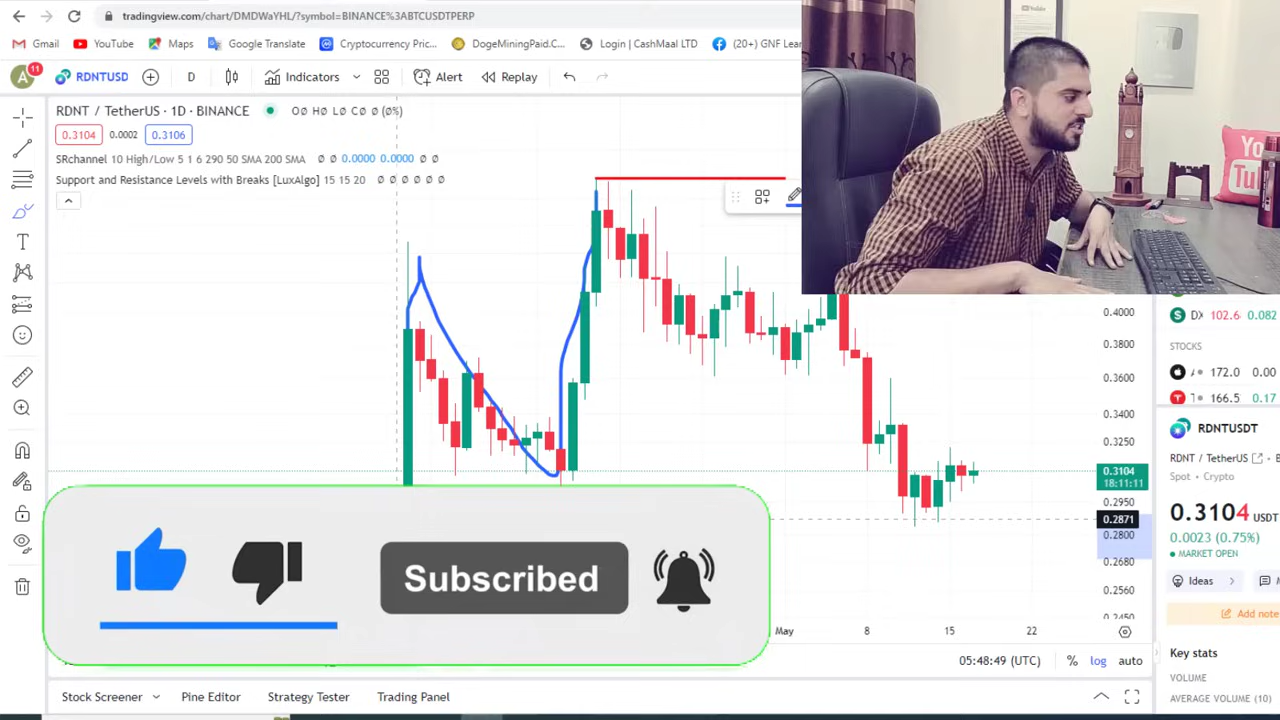 tradingview.com/chart/DMDWaYHL/?symbol=BINANCE%3ABTCUSDTPERP
Gmail YouTube Maps Google Translate Cryptocurrency Pric... DogeMiningPaid.C... Login | CashMaal LTD (20+) GNF Lear
A 11 RDNTUSD D Indicators Alert Replay
RDNT / TetherUS · 1D · BINANCE O∅ H∅ L∅ C∅ ∅ (0%)
0.3104 0.0002 0.3106
SRchannel 10 High/Low 5 1 6 290 50 SMA 200 SMA ∅ ∅ 0.0000 0.0000 ∅ ∅
Support and Resistance Levels with Breaks [LuxAlgo] 15 15 20 ∅ ∅ ∅ ∅ ∅ ∅
You
Tu
0.4000
0.3800
0.3600
0.3400
0.3250
0.3104
18:11:11
0.2950
0.2871
0.2800
0.2680
0.2560
0.2450
DX 102.6 0.082
STOCKS
172.0 0.00
166.5 0.17
RDNTUSDT
RDNT / TetherUS
Spot • Crypto
0.3104 USDT
0.0023 (0.75%)
MARKET OPEN
Ideas
Add note
Key stats
VOLUME
AVERAGE VOLUME (10)
Subscribed
May 8 15 22
05:48:49 (UTC) % log auto
Stock Screener Pine Editor Strategy Tester Trading Panel